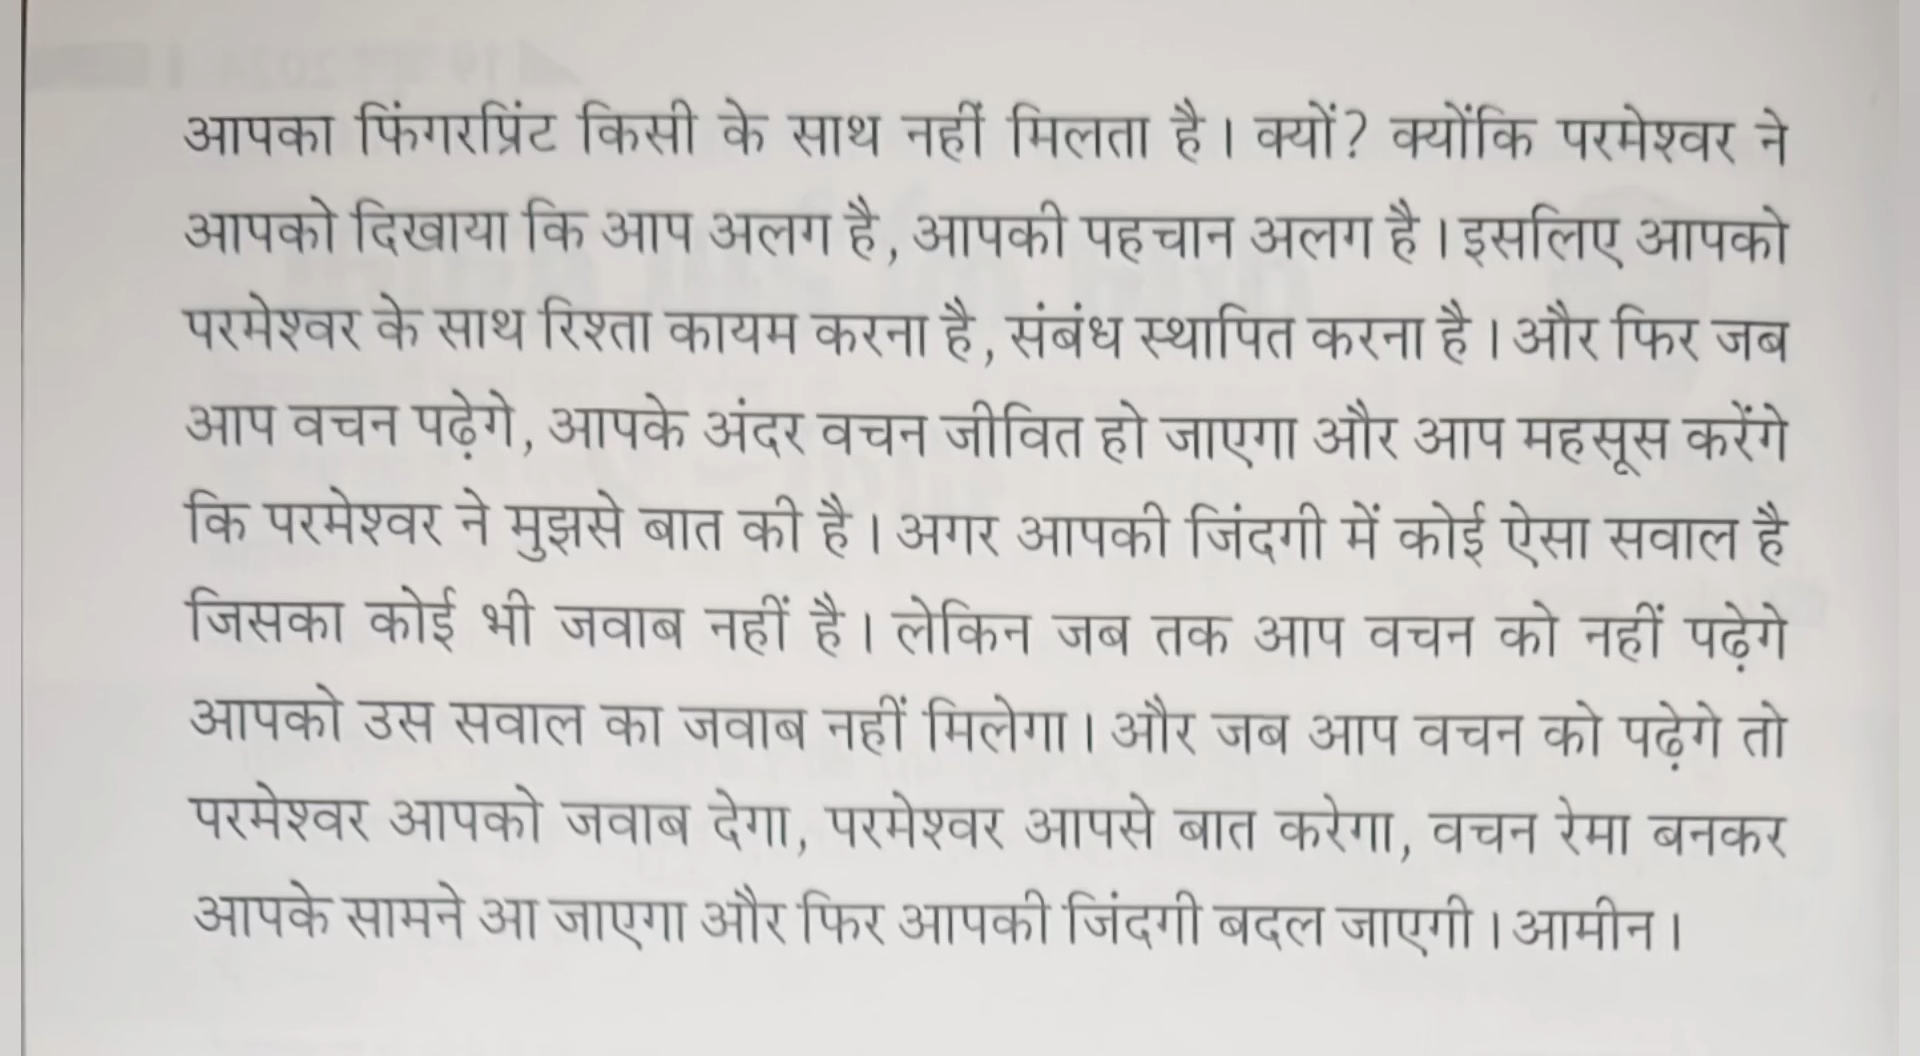 आपका फिंगरप्रिंट किसी के साथ नहीं मिलता है। क्यों? क्योंकि परमेश्वर ने
आपको दिखाया कि आप अलग है, आपकी पहचान अलग है। इसलिए आपको
परमेश्वर के साथ रिश्ता कायम करना है, संबंध स्थापित करना है। और फिर जब
आप वचन पढ़ेगे, आपके अंदर वचन जीवित हो जाएगा और आप महसूस करेंगे
कि परमेश्वर ने मुझसे बात की है। अगर आपकी जिंदगी में कोई ऐसा सवाल है
जिसका कोई भी जवाब नहीं है। लेकिन जब तक आप वचन को नहीं पढ़ेगे
आपको उस सवाल का जवाब नहीं मिलेगा। और जब आप वचन को पढ़ेगे तो
परमेश्वर आपको जवाब देगा, परमेश्वर आपसे बात करेगा, वचन रेमा बनकर
आपके सामने आ जाएगा और फिर आपकी जिंदगी बदल जाएगी। आमीन।